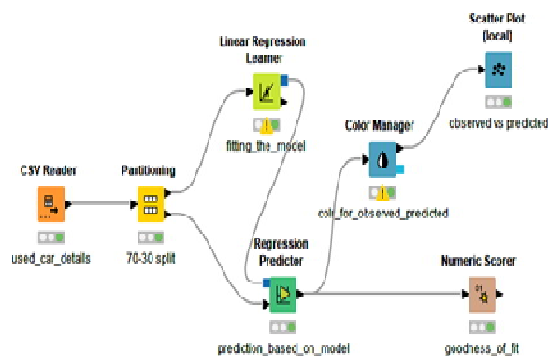 Scatter Plot
(local)
observed vs predicted
Linear Regression
Learner
fitting_the_model
Color Manager
colr_for_observed_predicted
CSV Reader
used_car_details
Partitioning
70-30 split
Regression
Predictor
prediction_based_on_model
Numeric Scorer
goodness_of_fit